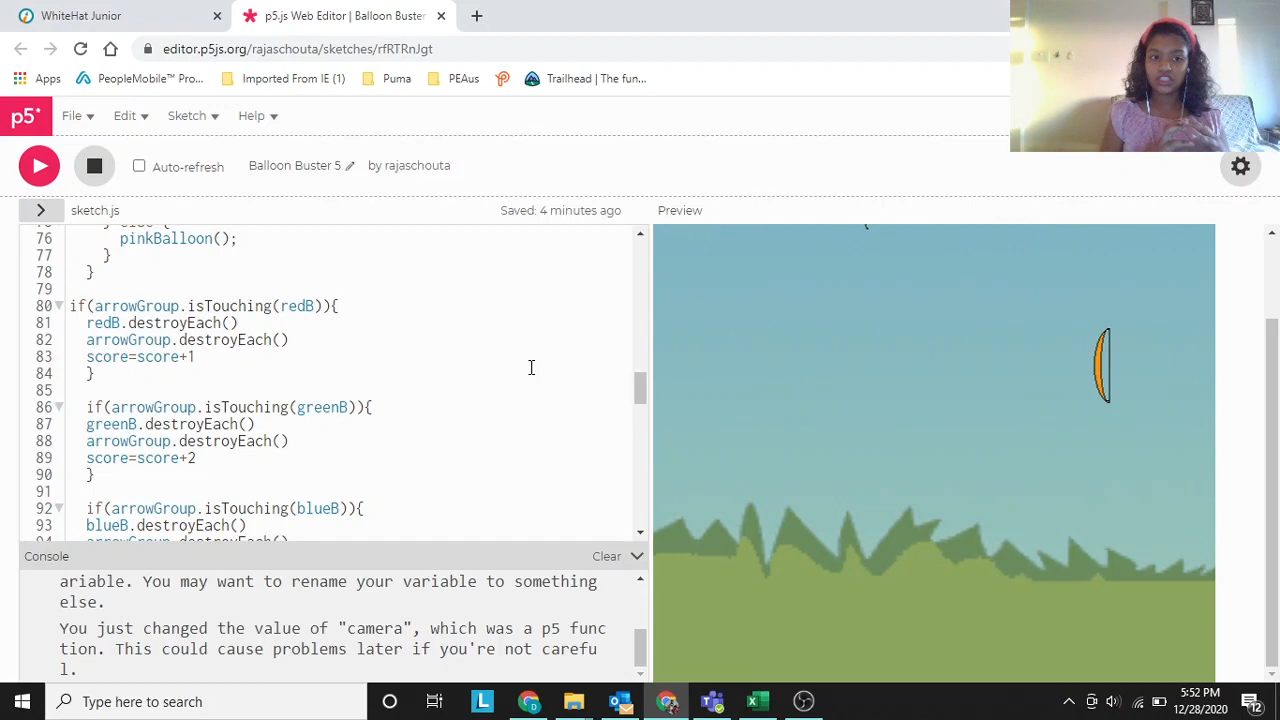 WhiteHat Junior
p5.js Web Editor | Balloon Buster
editor.p5js.org/rajaschouta/sketches/rfRTRnJgt
Apps PeopleMobile™ Pro... Imported From IE (1) Puma PEAus Trailhead | The fun...
p5* File Edit Sketch Help
Auto-refresh Balloon Buster 5 by rajaschouta
sketch.js Saved: 4 minutes ago Preview
76 pinkBalloon();
77 }
78 }
79
80 if(arrowGroup.isTouching(redB)){
81 redB.destroyEach()
82 arrowGroup.destroyEach()
83 score=score+1
84 }
85
86 if(arrowGroup.isTouching(greenB)){
87 greenB.destroyEach()
88 arrowGroup.destroyEach()
89 score=score+2
90 }
91
92 if(arrowGroup.isTouching(blueB)){
93 blueB.destroyEach()
Console Clear
ariable. You may want to rename your variable to something
else.
You just changed the value of "camera", which was a p5 func
tion. This could cause problems later if you're not carefu
l.
Type here to search
5:52 PM
12/28/2020
12